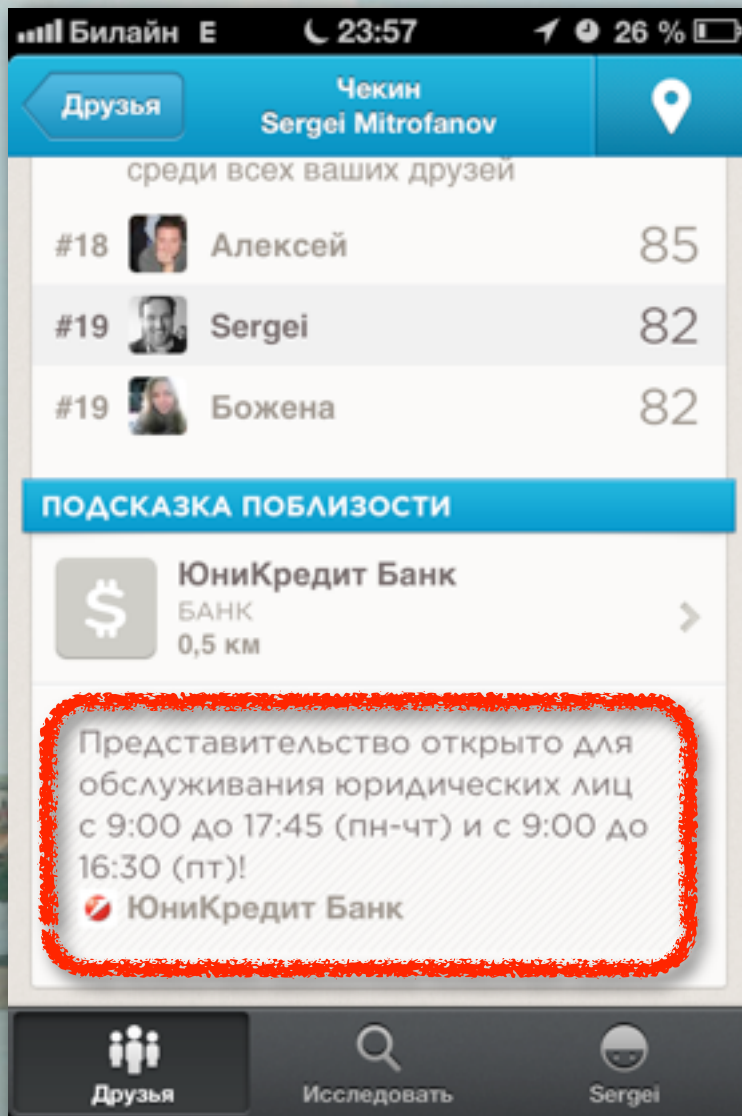 Билайн E 23:57 26 %
Друзья
Чекин
Sergei Mitrofanov
среди всех ваших друзей
#18 Алексей 85
#19 Sergei 82
#19 Божена 82
ПОДСКАЗКА ПОБЛИЗОСТИ
$
ЮниКредит Банк
БАНК
0,5 км
Представительство открыто для
обслуживания юридических лиц
с 9:00 до 17:45 (пн-чт) и с 9:00 до
16:30 (пт)!
ЮниКредит Банк
Друзья Исследовать Sergei